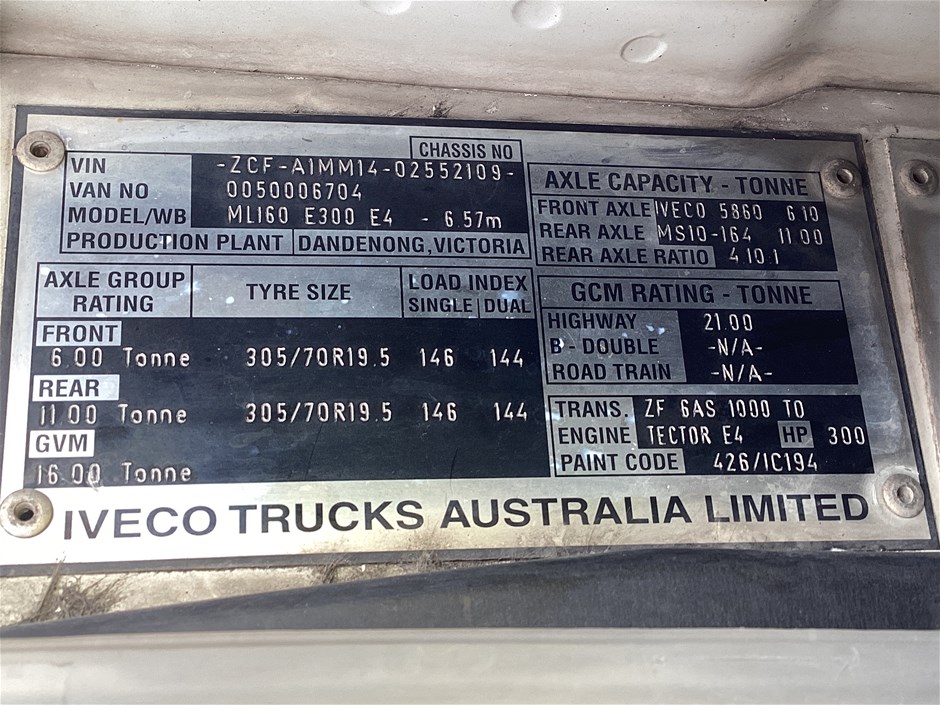 CHASSIS NO
VIN -ZCF-A1MM14-02552109-
VAN NO 0050006704
MODEL/WB ML160 E300 E4 - 6.57m
PRODUCTION PLANT DANDENONG, VICTORIA
AXLE CAPACITY - TONNE
FRONT AXLE IVECO 5860 6.10
REAR AXLE MS10-164 11.00
REAR AXLE RATIO 4.10.1
AXLE GROUP RATING TYRE SIZE LOAD INDEX
SINGLE DUAL
FRONT
6.00 Tonne 305/70R19.5 146 144
REAR
11.00 Tonne 305/70R19.5 146 144
GVM
16.00 Tonne
GCM RATING - TONNE
HIGHWAY 21.00
B - DOUBLE -N/A-
ROAD TRAIN -N/A-
TRANS. ZF 6AS 1000 TO
ENGINE TECTOR E4 HP 300
PAINT CODE 426/IC194
IVECO TRUCKS AUSTRALIA LIMITED